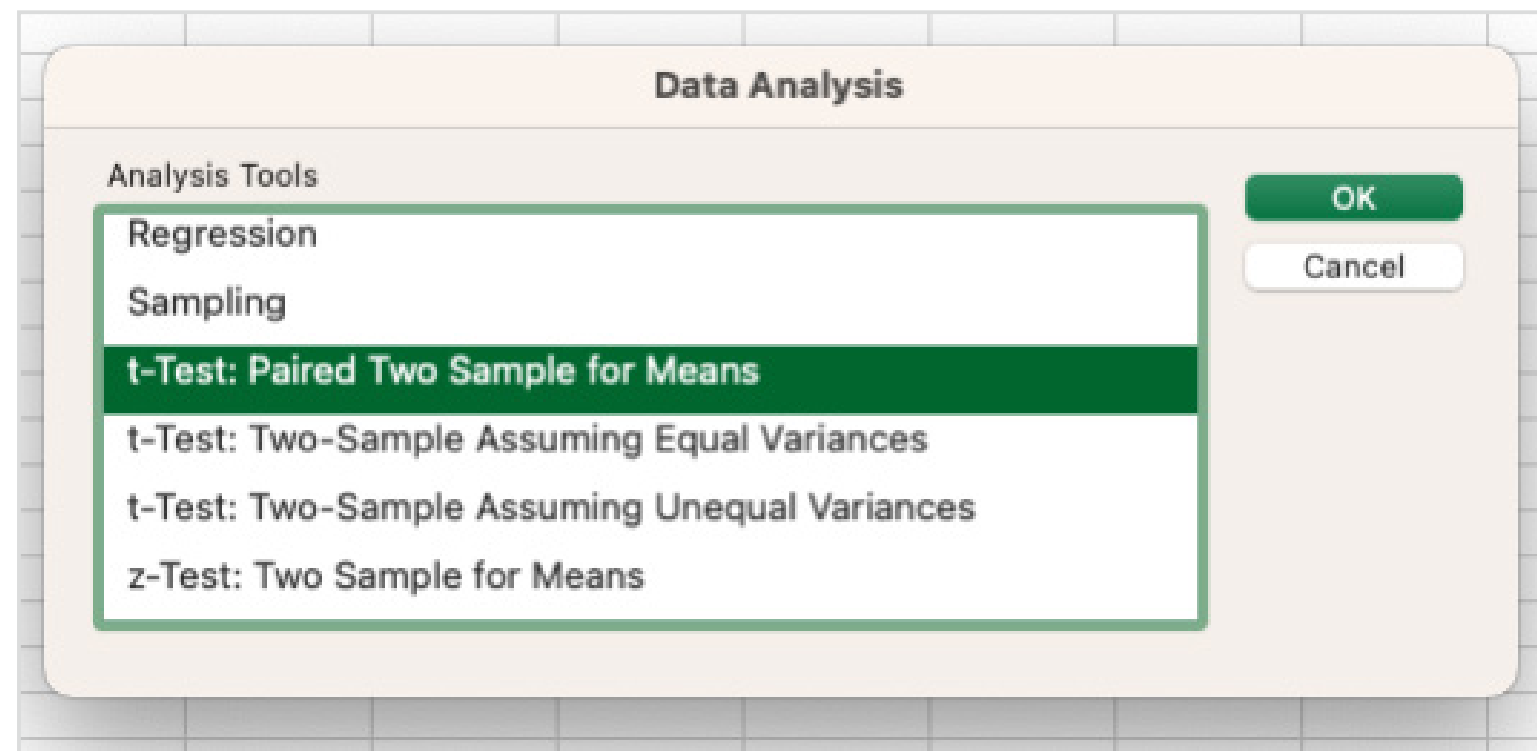 Data Analysis
Analysis Tools
OK
Regression
Cancel
Sampling
t-Test: Paired Two Sample for Means
t-Test: Two-Sample Assuming Equal Variances
t-Test: Two-Sample Assuming Unequal Variances
z-Test: Two Sample for Means